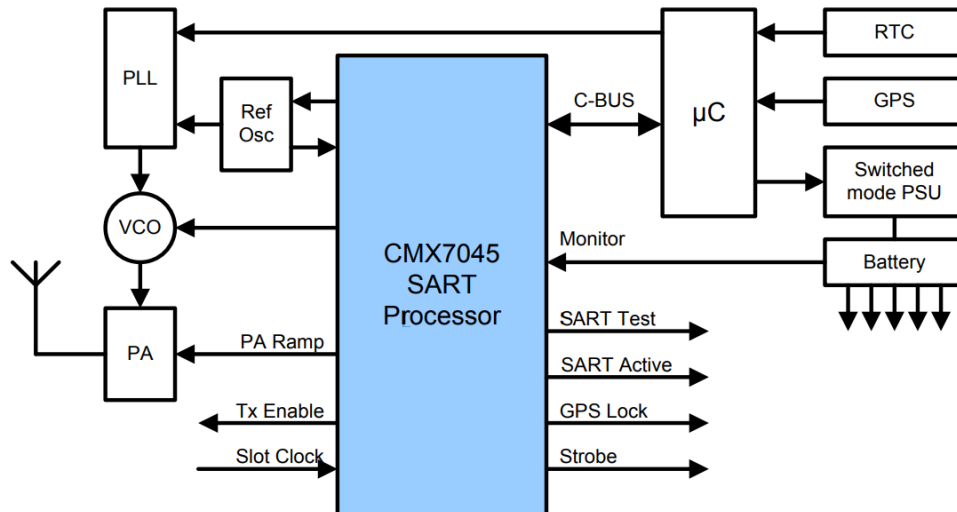 PLL
Ref
Osc
VCO
PA
PA Ramp
Tx Enable
Slot Clock
CMX7045
SART
Processor
C-BUS
µC
RTC
GPS
Switched
mode PSU
Battery
Monitor
SART Test
SART Active
GPS Lock
Strobe